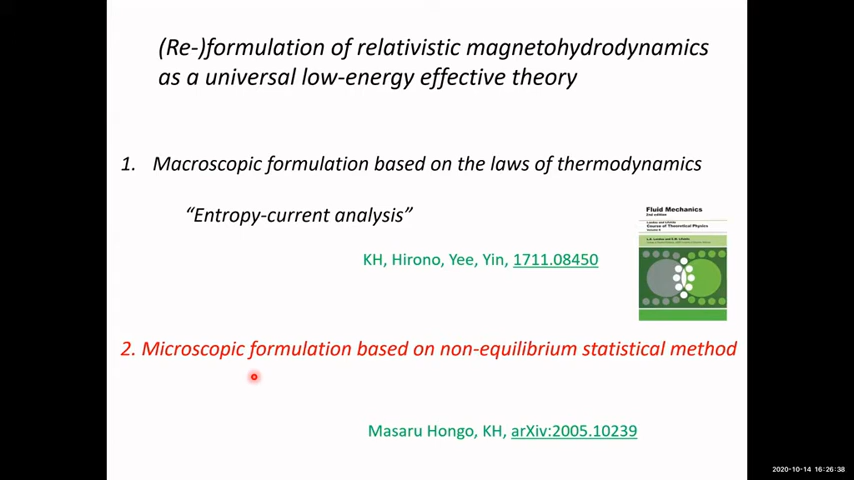 (Re-)formulation of relativistic magnetohydrodynamics
as a universal low-energy effective theory
1. Macroscopic formulation based on the laws of thermodynamics
“Entropy-current analysis”
Fluid Mechanics
2nd edition
Course of Theoretical Physics
KH, Hirono, Yee, Yin, 1711.08450
2. Microscopic formulation based on non-equilibrium statistical method
Masaru Hongo, KH, arXiv:2005.10239
2020-10-14 16:26:38